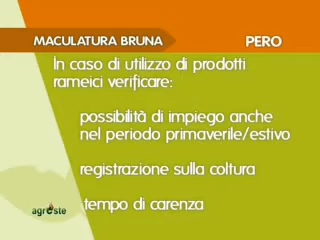 MACULATURA BRUNA
PERO
In caso di utilizzo di prodotti
rameici verificare:
possibilità di impiego anche
nel periodo primaverile/estivo
registrazione sulla coltura
tempo di carenza
agroste